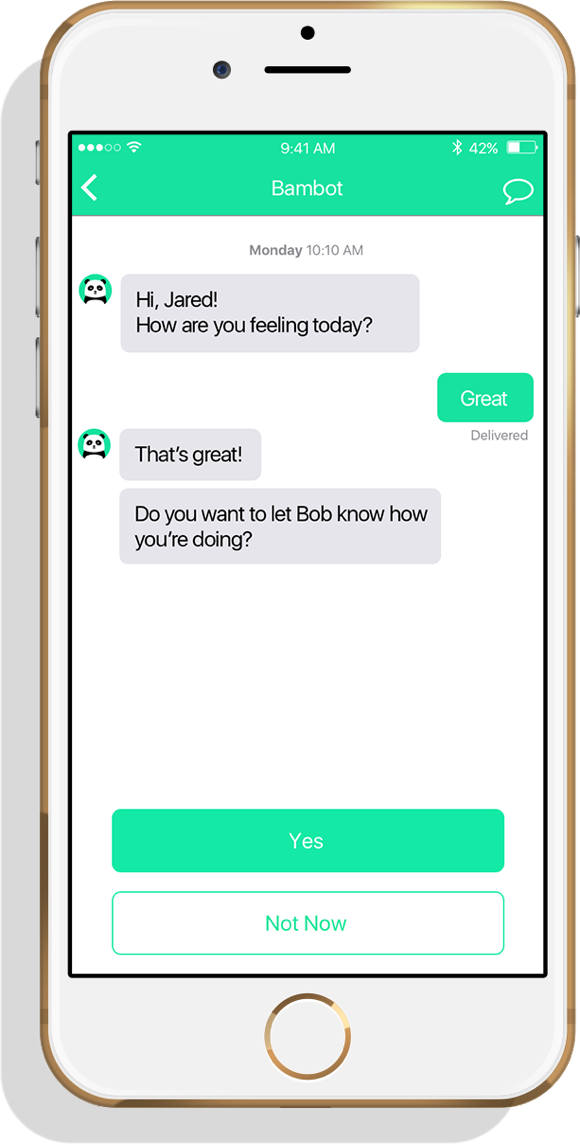 9:41 AM
42%
Bambot
Monday 10:10 AM
Hi, Jared!
How are you feeling today?
Great
Delivered
That’s great!
Do you want to let Bob know how
you’re doing?
Yes
Not Now